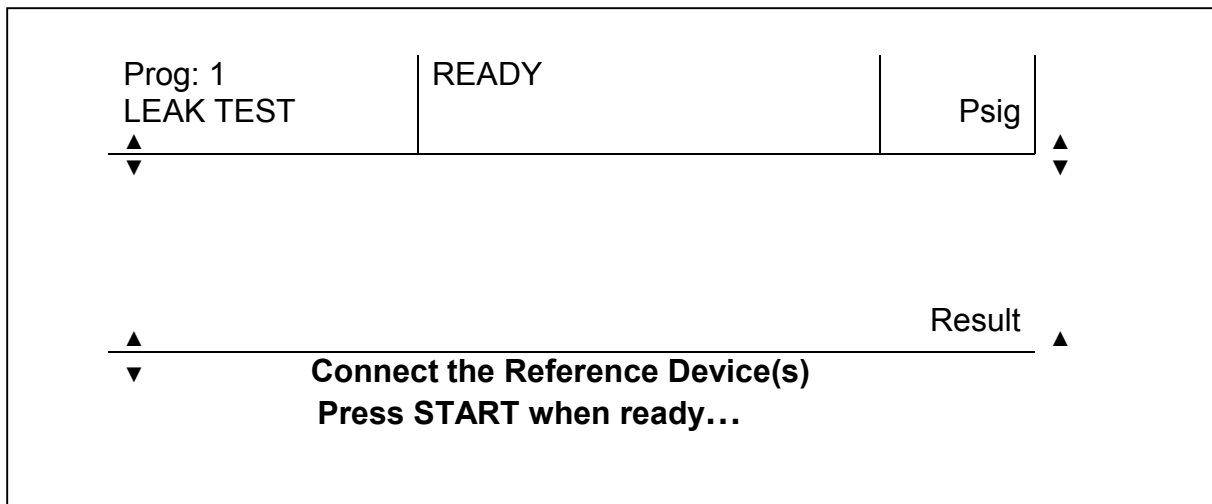 Prog: 1
READY
LEAK TEST
Psig
Result
Connect the Reference Device(s)
Press START when ready…